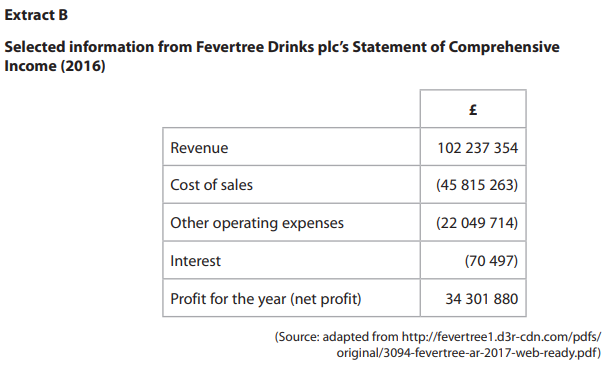 Extract B
Selected information from Fevertree Drinks plc’s Statement of Comprehensive
Income (2016)
£
Revenue 102 237 354
Cost of sales (45 815 263)
Other operating expenses (22 049 714)
Interest (70 497)
Profit for the year (net profit) 34 301 880
(Source: adapted from http://fevertree1.d3r-cdn.com/pdfs/
original/3094-fevertree-ar-2017-web-ready.pdf)